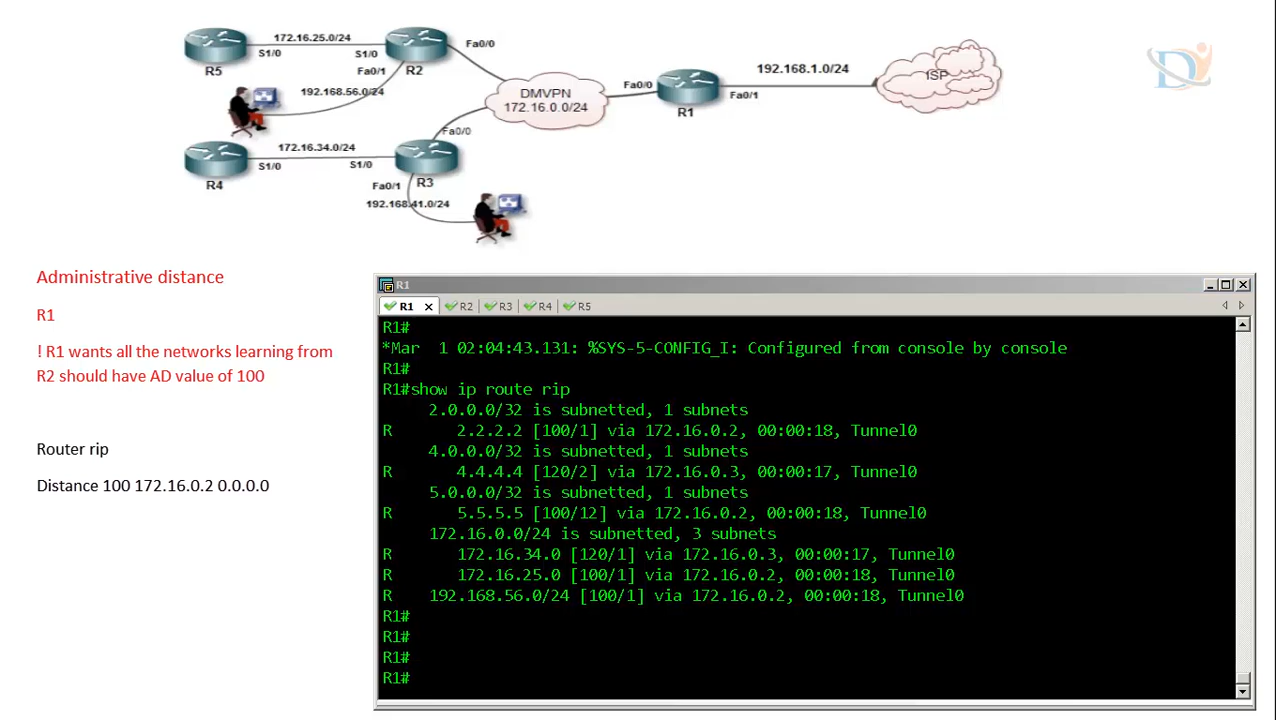 172.16.25.0/24
S1/0
S1/0
R5
R2
Fa0/0
Fa0/1
192.168.56.0/24
DMVPN
172.16.0.0/24
Fa0/0
R1
Fa0/1
192.168.1.0/24
ISP
Fa0/0
172.16.34.0/24
S1/0
S1/0
R4
R3
Fa0/1
192.168.41.0/24
Administrative distance
R1
! R1 wants all the networks learning from
R2 should have AD value of 100
Router rip
Distance 100 172.16.0.2 0.0.0.0
R1
R1 R2 R3 R4 R5
R1#
*Mar  1 02:04:43.131: %SYS-5-CONFIG_I: Configured from console by console
R1#
R1#show ip route rip
2.0.0.0/32 is subnetted, 1 subnets
R 2.2.2.2 [100/1] via 172.16.0.2, 00:00:18, Tunnel0
4.0.0.0/32 is subnetted, 1 subnets
R 4.4.4.4 [120/2] via 172.16.0.3, 00:00:17, Tunnel0
5.0.0.0/32 is subnetted, 1 subnets
R 5.5.5.5 [100/12] via 172.16.0.2, 00:00:18, Tunnel0
172.16.0.0/24 is subnetted, 3 subnets
R 172.16.34.0 [120/1] via 172.16.0.3, 00:00:17, Tunnel0
R 172.16.25.0 [100/1] via 172.16.0.2, 00:00:18, Tunnel0
R 192.168.56.0/24 [100/1] via 172.16.0.2, 00:00:18, Tunnel0
R1#
R1#
R1#
R1#